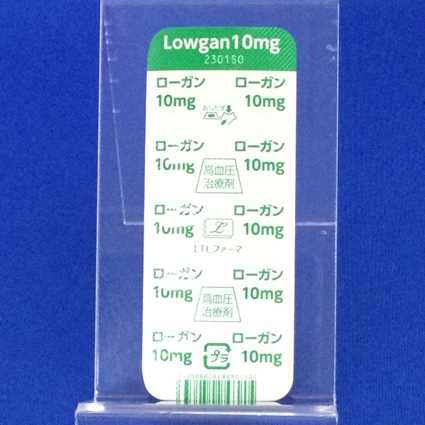 Lowgan10mg
230150
ローガン ローガン
10mg 10mg
おしだす
ローガン ローガン
10mg 10mg
高血圧
治療剤
ローガン ローガン
10mg 10mg
LTLファーマ
ローガン ローガン
10mg 10mg
高血圧
治療剤
ローガン ローガン
10mg プラ 10mg